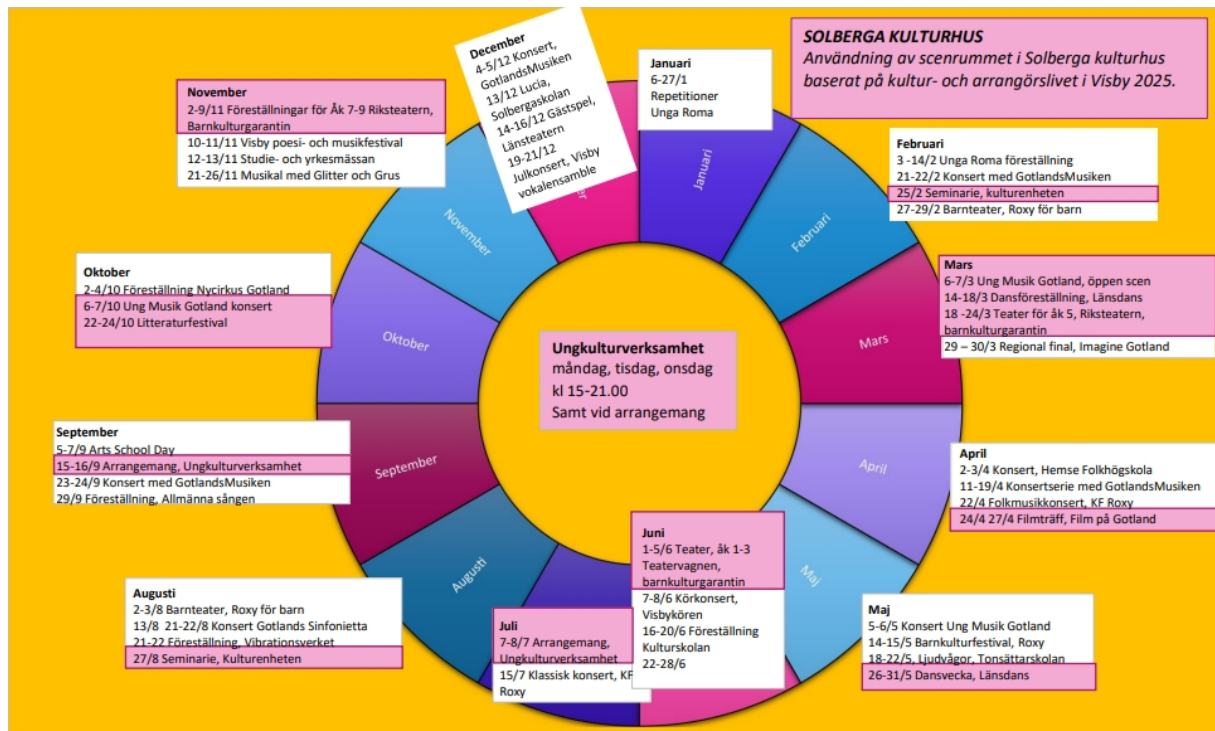 SOLBERGA KULTURHUS
Användning av scenrummet i Solberga kulturhus
baserat på kultur- och arrangörslivet i Visby 2025.
Januari
6-27/1
Repetitioner
Unga Roma
Februari
3 -14/2 Unga Roma föreställning
21-22/2 Konsert med GotlandsMusiken
25/2 Seminarie, kulturenheten
27-29/2 Barnteater, Roxy för barn
Mars
6-7/3 Ung Musik Gotland, öppen scen
14-18/3 Dansföreställning, Länsdans
18 -24/3 Teater för åk 5, Riksteatern,
barnkulturgarantin
29 – 30/3 Regional final, Imagine Gotland
April
2-3/4 Konsert, Hemse Folkhögskola
11-19/4 Konsertserie med GotlandsMusiken
22/4 Folkmusikkonsert, KF Roxy
24/4 27/4 Filmträff, Film på Gotland
Maj
5-6/5 Konsert Ung Musik Gotland
14-15/5 Barnkulturfestival, Roxy
18-22/5, Ljudvågor, Tonsättarskolan
26-31/5 Dansvecka, Länsdans
Juni
1-5/6 Teater, åk 1-3
Teatervagnen,
barnkulturgarantin
7-8/6 Körkonsert,
Visbykören
16-20/6 Föreställning
Kulturskolan
22-28/6
Juli
7-8/7 Arrangemang,
Ungkulturverksamhet
15/7 Klassisk konsert, KF
Roxy
Augusti
2-3/8 Barnteater, Roxy för barn
13/8 21-22/8 Konsert Gotlands Sinfonietta
21-22 Föreställning, Vibrationsverket
27/8 Seminarie, Kulturenheten
September
5-7/9 Arts School Day
15-16/9 Arrangemang, Ungkulturverksamhet
23-24/9 Konsert med GotlandsMusiken
29/9 Föreställning, Allmänna sången
Oktober
2-4/10 Föreställning Nycirkus Gotland
6-7/10 Ung Musik Gotland konsert
22-24/10 Litteraturfestival
November
2-9/11 Föreställningar för Åk 7-9 Riksteatern,
Barnkulturgarantin
10-11/11 Visby poesi- och musikfestival
12-13/11 Studie- och yrkesmässan
21-26/11 Musikal med Glitter och Grus
December
4-5/12 Konsert,
GotlandsMusiken
13/12 Lucia,
Solbergaskolan
14-16/12 Gästspel,
Länsteatern
19-21/12
Julkonsert, Visby
vokalensamble
Januari
Februari
Mars
April
Maj
Augusti
September
Oktober
November
er
Ungkulturverksamhet
måndag, tisdag, onsdag
kl 15-21.00
Samt vid arrangemang